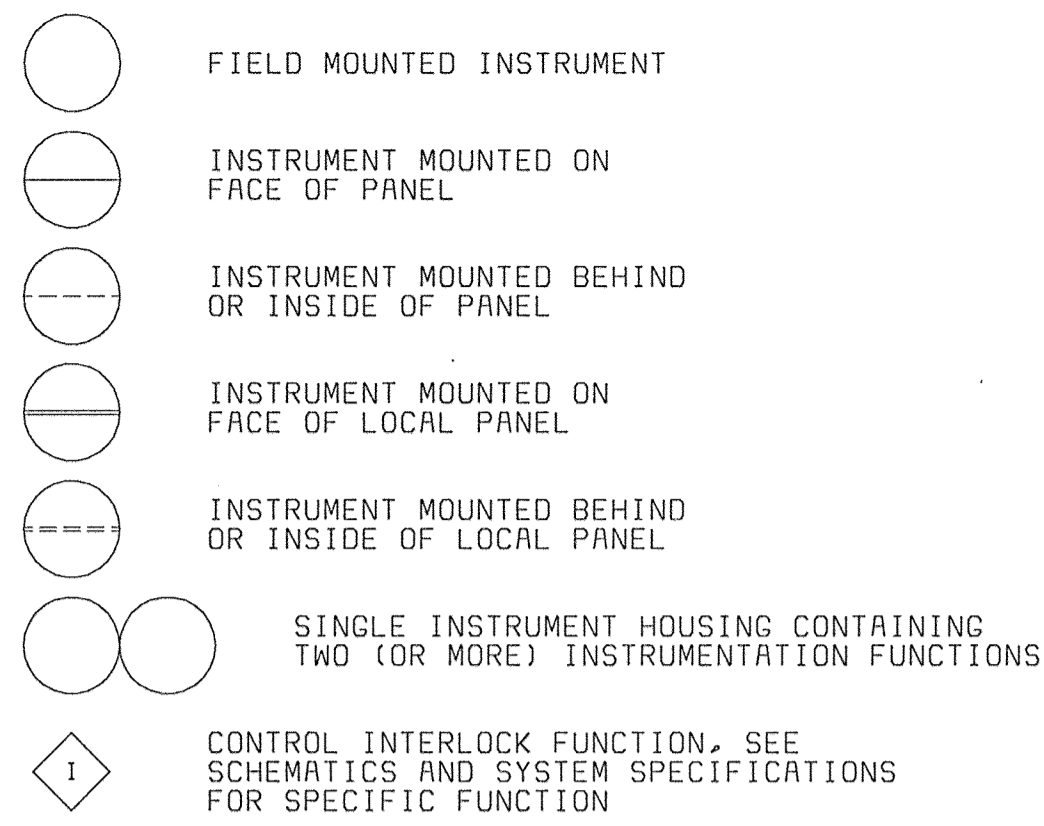 FIELD MOUNTED INSTRUMENT
INSTRUMENT MOUNTED ON
FACE OF PANEL
INSTRUMENT MOUNTED BEHIND
OR INSIDE OF PANEL
INSTRUMENT MOUNTED ON
FACE OF LOCAL PANEL
INSTRUMENT MOUNTED BEHIND
OR INSIDE OF LOCAL PANEL
SINGLE INSTRUMENT HOUSING CONTAINING
TWO (OR MORE) INSTRUMENTATION FUNCTIONS
I
CONTROL INTERLOCK FUNCTION, SEE
SCHEMATICS AND SYSTEM SPECIFICATIONS
FOR SPECIFIC FUNCTION